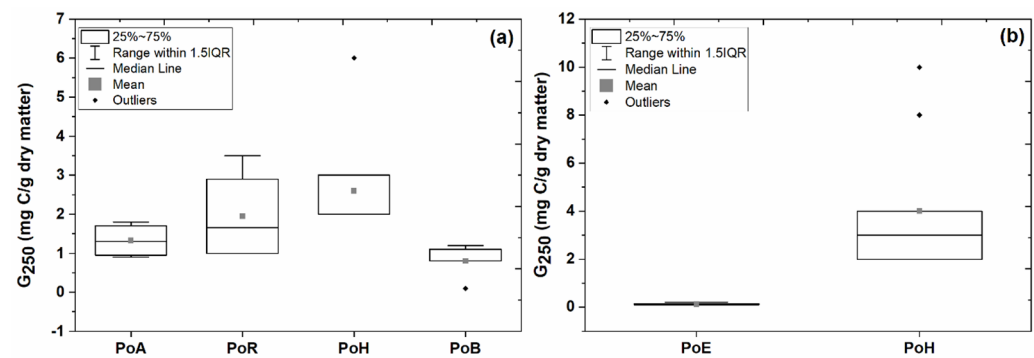 (a)
25%~75%
Range within 1.5IQR
Median Line
Mean
Outliers
G250 (mg C/g dry matter)
7
6
5
4
3
2
1
0
-1
PoA PoR PoH PoB
(b)
25%~75%
Range within 1.5IQR
Median Line
Mean
Outliers
G250 (mg C/g dry matter)
12
10
8
6
4
2
0
PoE PoH